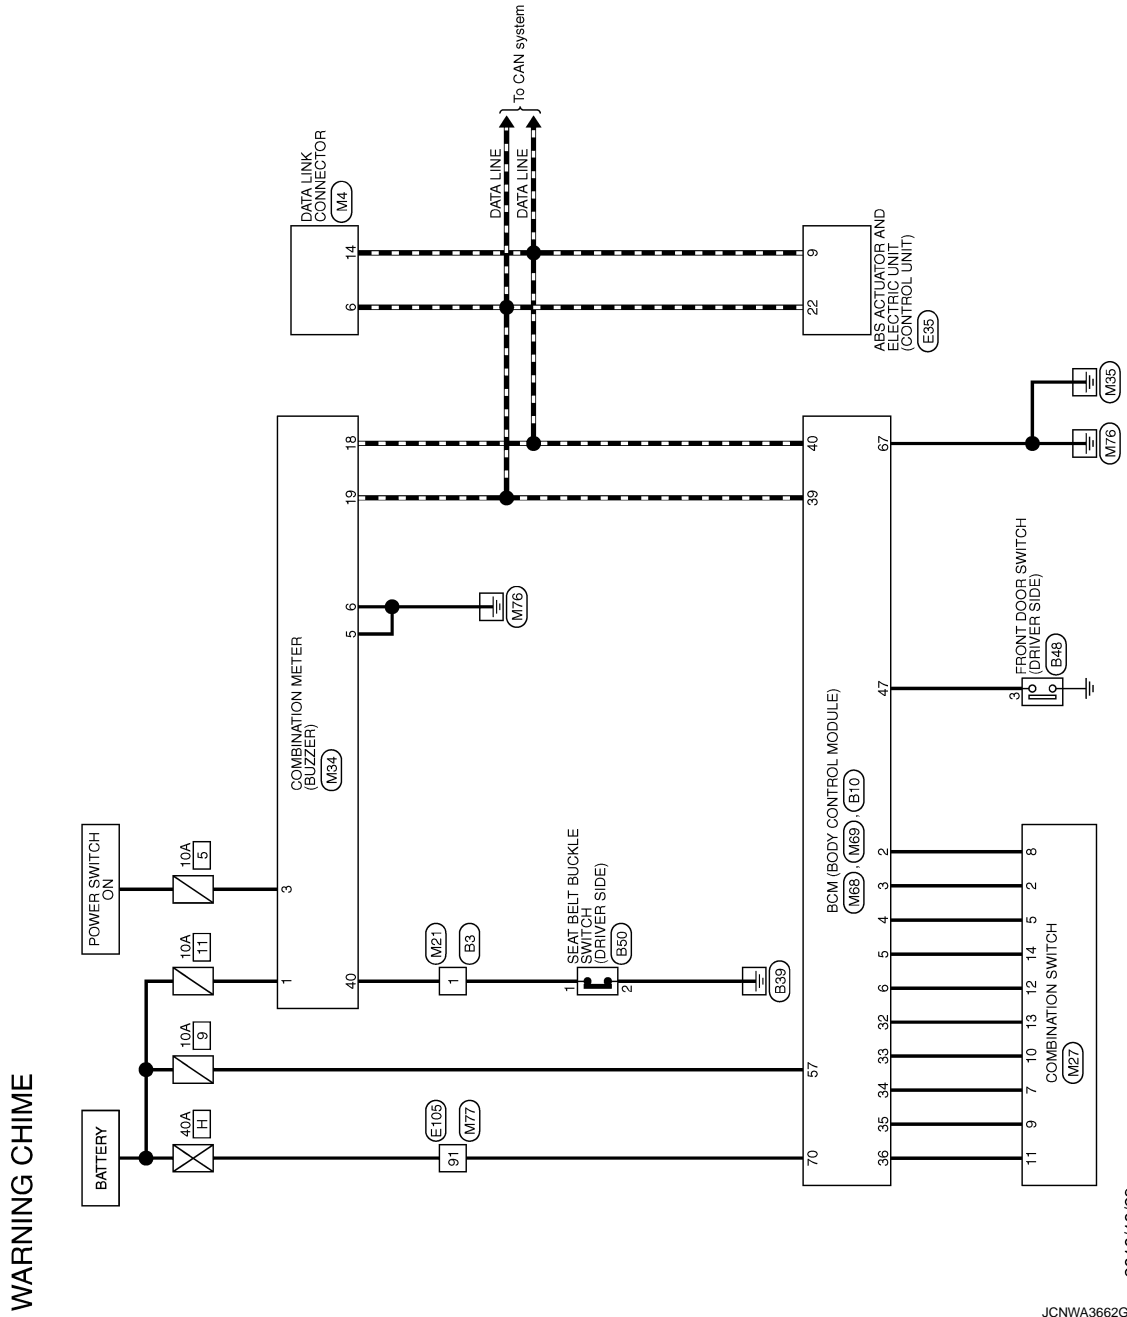 WARNING CHIME
BATTERY
POWER SWITCH
ON
40A
H
10A
9
10A
11
10A
5
1
3
COMBINATION METER
(BUZZER)
M34
40
5
6
19
18
DATA LINK
CONNECTOR
M4
6
14
E105
M77
91
M21
B3
1
M76
DATA LINE
DATA LINE
To CAN system
SEAT BELT BUCKLE
SWITCH
(DRIVER SIDE)
B50
1
2
B39
70
57
39
40
22
9
BCM (BODY CONTROL MODULE)
M68 , M69 , B10
ABS ACTUATOR AND
ELECTRIC UNIT
(CONTROL UNIT)
E35
36
35
34
33
32
6
5
4
3
2
47
67
11
9
7
10
13
12
14
5
2
8
COMBINATION SWITCH
M27
3
FRONT DOOR SWITCH
(DRIVER SIDE)
B48
M76
M35
JCNWA3662G